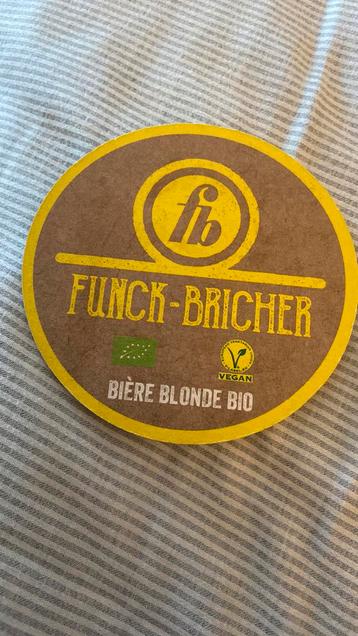 fb
FUNCK-BRICHER
VEGAN
BIÈRE BLONDE BIO